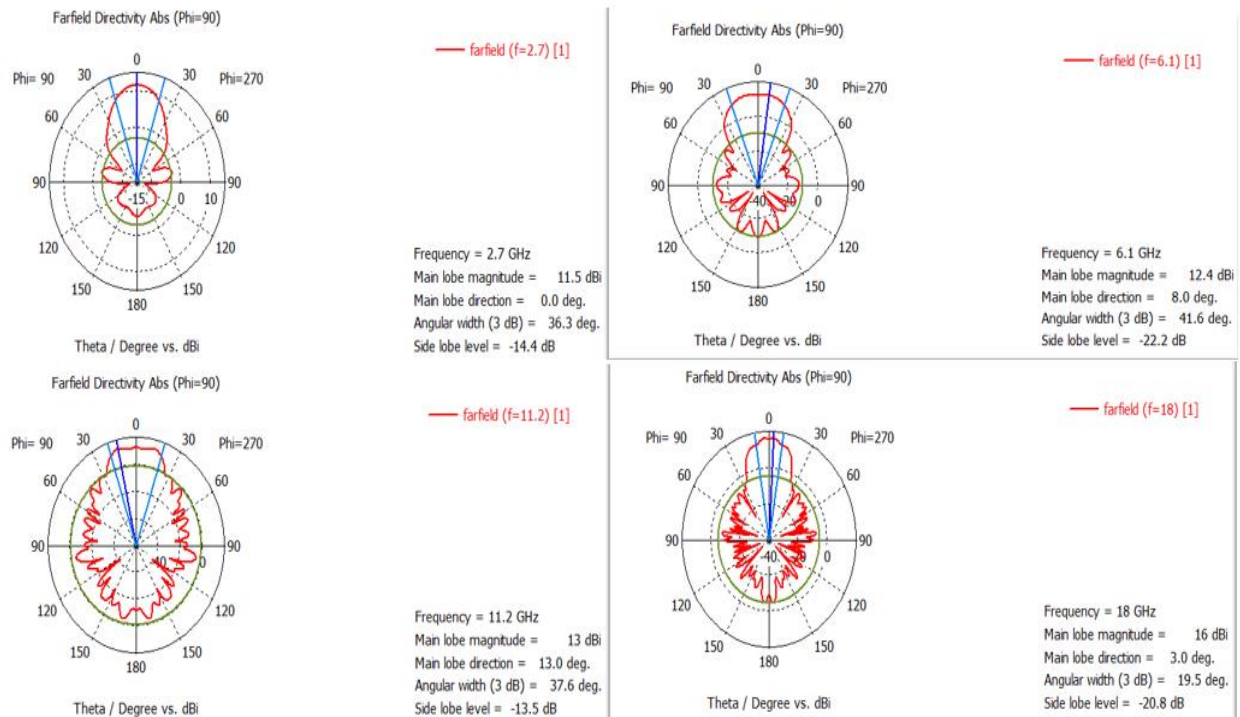 Farfield Directivity Abs (Phi=90)
farfield (f=2.7) [1]
0
Phi= 90 30 30 Phi=270
60 60
90 -15 0 10 90
120 120
150 150
180
Frequency = 2.7 GHz
Main lobe magnitude = 11.5 dBi
Main lobe direction = 0.0 deg.
Angular width (3 dB) = 36.3 deg.
Side lobe level = -14.4 dB
Theta / Degree vs. dBi
Farfield Directivity Abs (Phi=90)
farfield (f=6.1) [1]
0
Phi= 90 30 30 Phi=270
60 60
90 -40 -20 0 90
120 120
150 150
180
Frequency = 6.1 GHz
Main lobe magnitude = 12.4 dBi
Main lobe direction = 8.0 deg.
Angular width (3 dB) = 41.6 deg.
Side lobe level = -22.2 dB
Theta / Degree vs. dBi
Farfield Directivity Abs (Phi=90)
farfield (f=11.2) [1]
0
Phi= 90 30 30 Phi=270
60 60
90 0 90
120 120
150 150
180
Frequency = 11.2 GHz
Main lobe magnitude = 13 dBi
Main lobe direction = 13.0 deg.
Angular width (3 dB) = 37.6 deg.
Side lobe level = -13.5 dB
Theta / Degree vs. dBi
Farfield Directivity Abs (Phi=90)
farfield (f=18) [1]
0
Phi= 90 30 30 Phi=270
60 60
90 -40 -20 0 90
120 120
150 150
180
Frequency = 18 GHz
Main lobe magnitude = 16 dBi
Main lobe direction = 3.0 deg.
Angular width (3 dB) = 19.5 deg.
Side lobe level = -20.8 dB
Theta / Degree vs. dBi